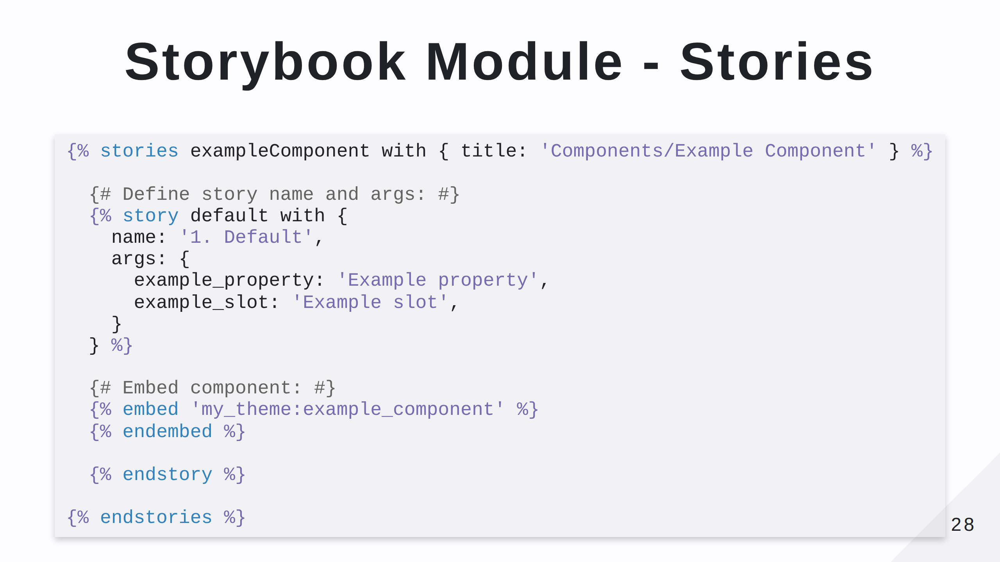 Storybook Module - Stories
{% stories exampleComponent with { title: 'Components/Example Component' } %}
  {# Define story name and args: #}
  {% story default with {
    name: '1. Default',
    args: {
      example_property: 'Example property',
      example_slot: 'Example slot',
    }
  } %}
  {# Embed component: #}
  {% embed 'my_theme:example_component' %}
  {% endembed %}
  {% endstory %}
{% endstories %}
28